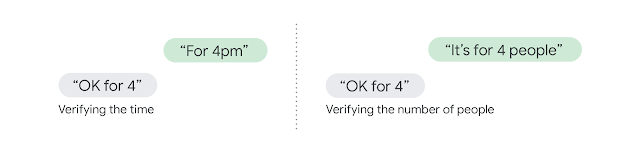 “For 4pm”
“OK for 4”
Verifying the time
“It’s for 4 people”
“OK for 4”
Verifying the number of people